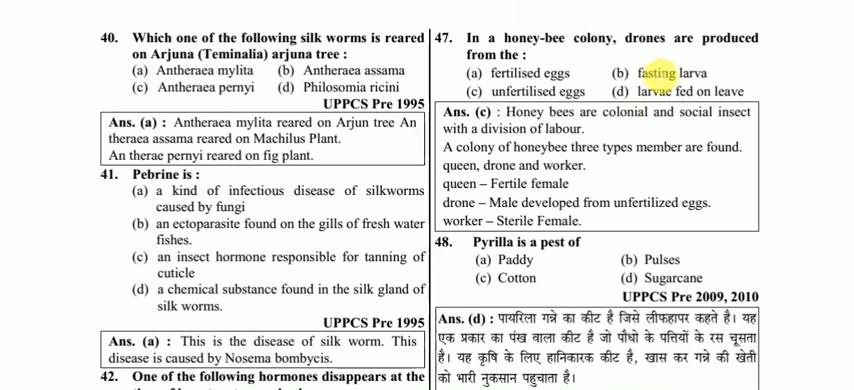 40. Which one of the following silk worms is reared
on Arjuna (Teminalia) arjuna tree :
(a) Antheraea mylita (b) Antheraea assama
(c) Antheraea pernyi (d) Philosomia ricini
UPPCS Pre 1995
Ans. (a) : Antheraea mylita reared on Arjun tree An
theraea assama reared on Machilus Plant.
An therae pernyi reared on fig plant.
41. Pebrine is :
(a) a kind of infectious disease of silkworms
caused by fungi
(b) an ectoparasite found on the gills of fresh water
fishes.
(c) an insect hormone responsible for tanning of
cuticle
(d) a chemical substance found in the silk gland of
silk worms.
UPPCS Pre 1995
Ans. (a) : This is the disease of silk worm. This
disease is caused by Nosema bombycis.
42. One of the following hormones disappears at the
47. In a honey-bee colony, drones are produced
from the :
(a) fertilised eggs (b) fasting larva
(c) unfertilised eggs (d) larvae fed on leave
Ans. (c) : Honey bees are colonial and social insect
with a division of labour.
A colony of honeybee three types member are found.
queen, drone and worker.
queen – Fertile female
drone – Male developed from unfertilized eggs.
worker – Sterile Female.
48. Pyrilla is a pest of
(a) Paddy (b) Pulses
(c) Cotton (d) Sugarcane
UPPCS Pre 2009, 2010
Ans. (d) : पायरिला गन्ने का कीट है जिसे लीफहापर कहते है। यह
एक प्रकार का पंख वाला कीट है जो पौधो के पत्तियों के रस चूसता
है। यह कृषि के लिए हानिकारक कीट है, खास कर गन्ने की खेती
को भारी नुकसान पहुचाता है।